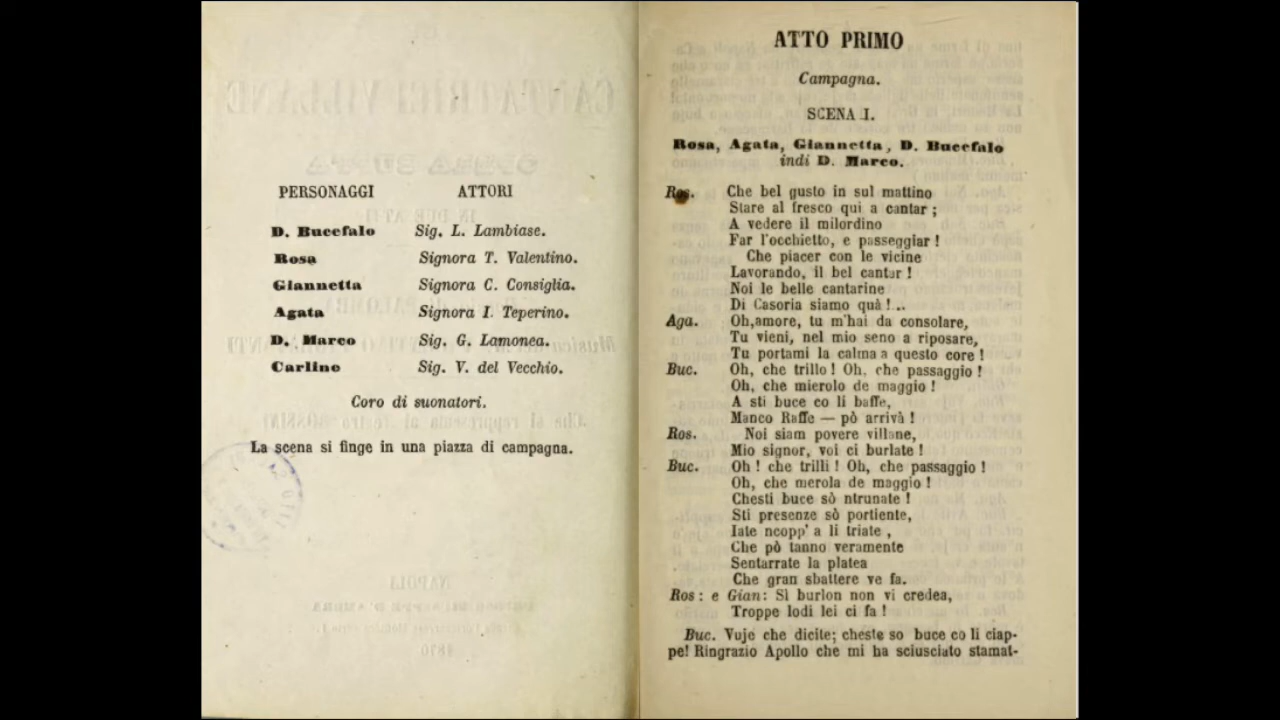 PERSONAGGI ATTORI
D. Bucefalo Sig. L. Lambiase.
Rosa Signora T. Valentino.
Giannetta Signora C. Consiglia.
Agata Signora I. Teperino.
D. Marco Sig. G. Lamonea.
Carlino Sig. V. del Vecchio.
Coro di suonatori.
La scena si finge in una piazza di campagna.
ATTO PRIMO
Campagna.
SCENA I.
Rosa, Agata, Giannetta, D. Bucefalo
indi D. Marco.
Ros. Che bel gusto in sul mattino
Stare al fresco qui a cantar ;
A vedere il milordino
Far l'occhietto, e passeggiar !
Che piacer con le vicine
Lavorando, il bel cantar !
Noi le belle cantarine
Di Casoria siamo quà !..
Aga. Oh,amore, tu m'hai da consolare,
Tu vieni, nel mio seno a riposare,
Tu portami la calma a questo core !
Buc. Oh, che trillo ! Oh, che passaggio !
Oh, che mierolo de maggio !
A sti buce co li baffe,
Manco Raffe — pò arrivà !
Ros. Noi siam povere villane,
Mio signor, voi ci burlate !
Buc. Oh ! che trilli ! Oh, che passaggio !
Oh, che merola de maggio !
Chesti buce sò ntrunate !
Sti presenze sò portiente,
Iate ncopp' a li triate ,
Che pò tanno veramente
Sentarrate la platea
Che gran sbattere ve fa.
Ros : e Gian: Sì burlon non vi credea,
Troppe lodi lei ci fa !
Buc. Vuje che dicite; cheste so buce co li ciap-
pe! Ringrazio Apollo che mi ha sciusciato stamat-